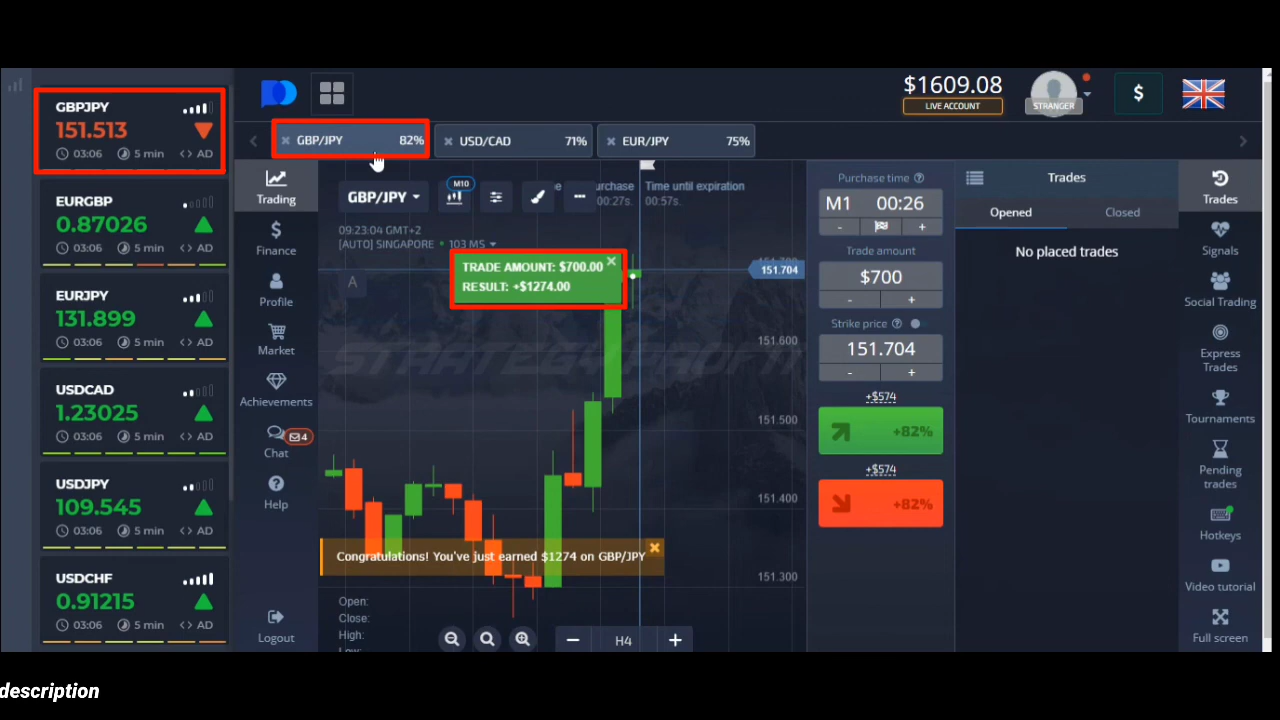 GBPJPY
151.513
03:06 5 min <> AD
EURGBP
0.87026
03:06 5 min <> AD
EURJPY
131.899
03:06 5 min <> AD
USDCAD
1.23025
03:06 5 min <> AD
USDJPY
109.545
03:06 5 min <> AD
USDCHF
0.91215
03:06 5 min <> AD
$1609.08
LIVE ACCOUNT
STRANGER
$
GBP/JPY 82%
USD/CAD 71%
EUR/JPY 75%
Trading
Finance
Profile
Market
Achievements
4
Chat
Help
Logout
GBP/JPY
M10
urchase
00:27s.
Time until expiration
00:57s.
09:23:04 GMT+2
[AUTO] SINGAPORE • 103 MS
A
TRADE AMOUNT: $700.00
RESULT: +$1274.00
151.704
151.600
151.500
151.400
151.300
STRAT2GY PROFIT
Congratulations! You've just earned $1274 on GBP/JPY
Open:
Close:
High:
Low:
H4
Purchase time
M1 00:26
- +
Trade amount
$700
- +
Strike price
151.704
- +
+$574
+82%
+$574
+82%
Trades
Opened Closed
No placed trades
Trades
Signals
Social Trading
Express
Trades
Tournaments
Pending
trades
Hotkeys
Video tutorial
Full screen
description